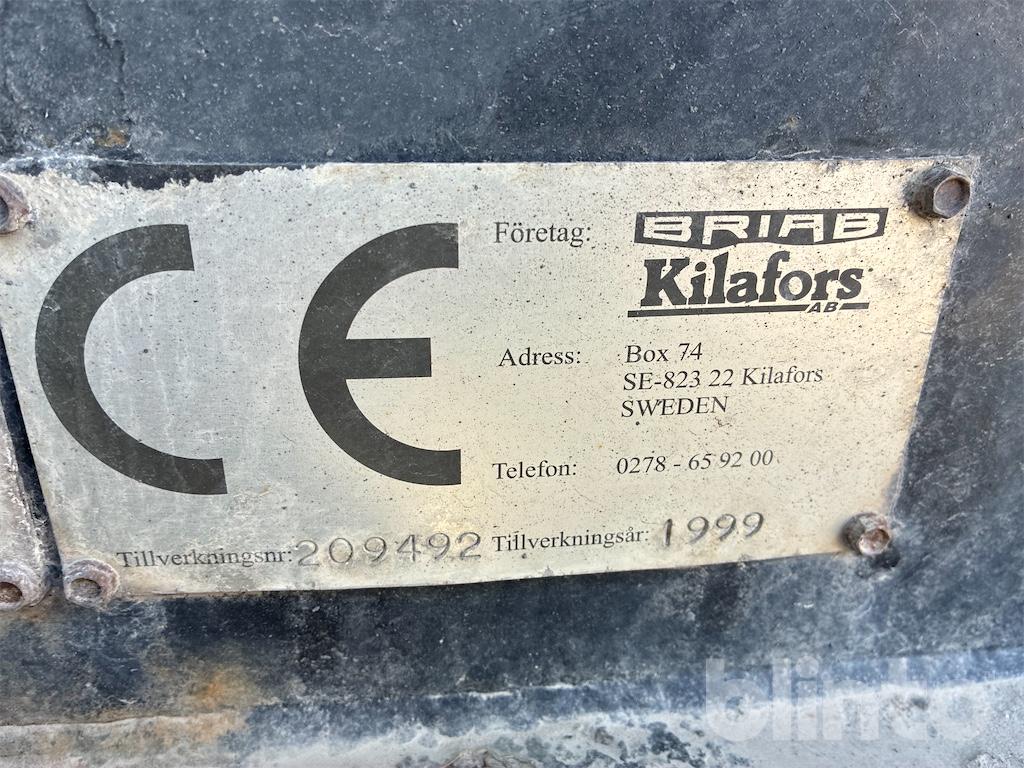 CE
Företag: BRIAB
Kilafors
AB
Adress: Box 74
SE-823 22 Kilafors
SWEDEN
Telefon: 0278 - 65 92 00
Tillverkningsnr: 209492 Tillverkningsår: 1999
blinto